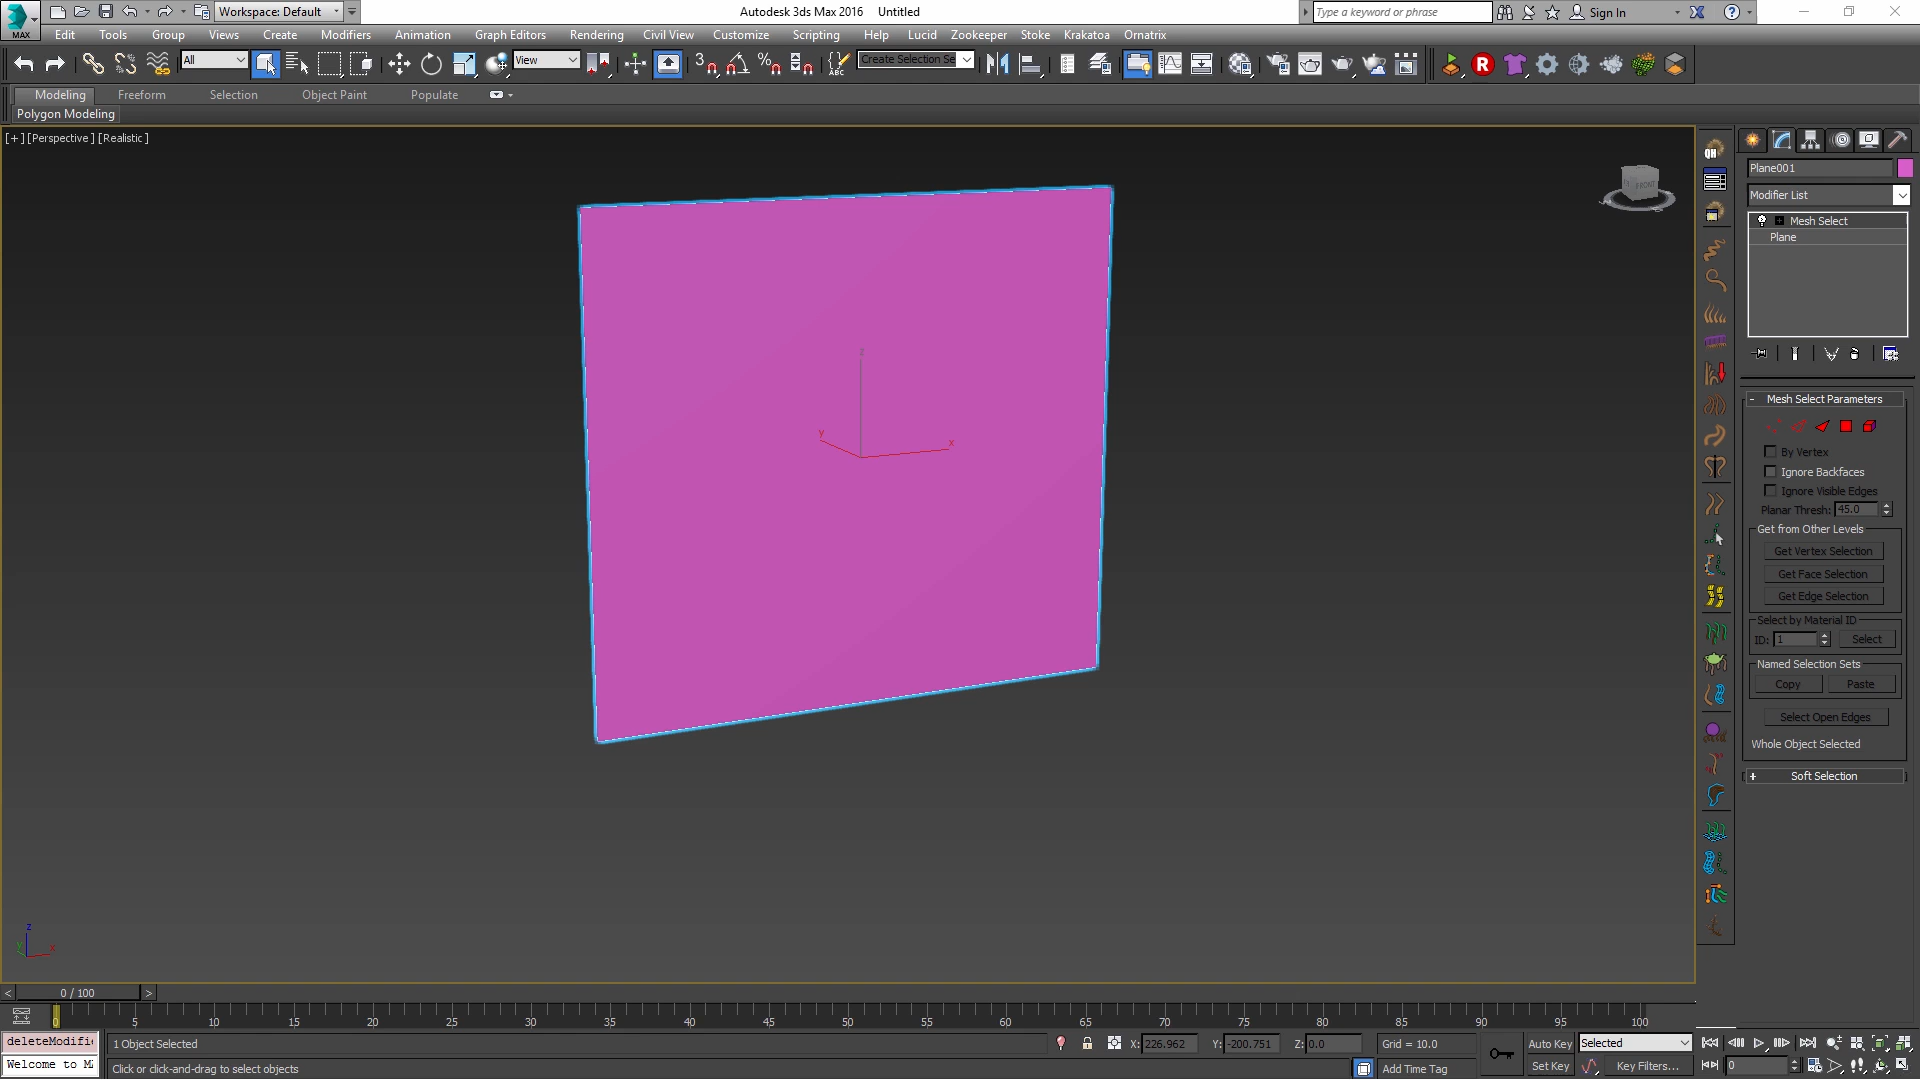 Workspace: Default
Autodesk 3ds Max 2016 Untitled
Type a keyword or phrase
Sign In
MAX
Edit Tools Group Views Create Modifiers Animation Graph Editors Rendering Civil View Customize Scripting Help Lucid Zookeeper Stoke Krakatoa Ornatrix
All
View
3
ABC
Create Selection Se
R
Modeling Freeform Selection Object Paint Populate
Polygon Modeling
[+] [Perspective ] [Realistic ]
FRONT
z
y
x
z
y
x
QH
Plane001
Modifier List
Mesh Select
Plane
- Mesh Select Parameters
By Vertex
Ignore Backfaces
Ignore Visible Edges
Planar Thresh: 45.0
Get from Other Levels
Get Vertex Selection
Get Face Selection
Get Edge Selection
Select by Material ID
ID: 1 Select
Named Selection Sets
Copy Paste
Select Open Edges
Whole Object Selected
+ Soft Selection
< 0 / 100 >
0 5 10 15 20 25 30 35 40 45 50 55 60 65 70 75 80 85 90 95 100
deleteModifi
1 Object Selected
X: 226.962 Y: -200.751 Z: 0.0
Grid = 10.0
Auto Key Selected
Welcome to M
Click or click-and-drag to select objects
Add Time Tag
Set Key
Key Filters...
0